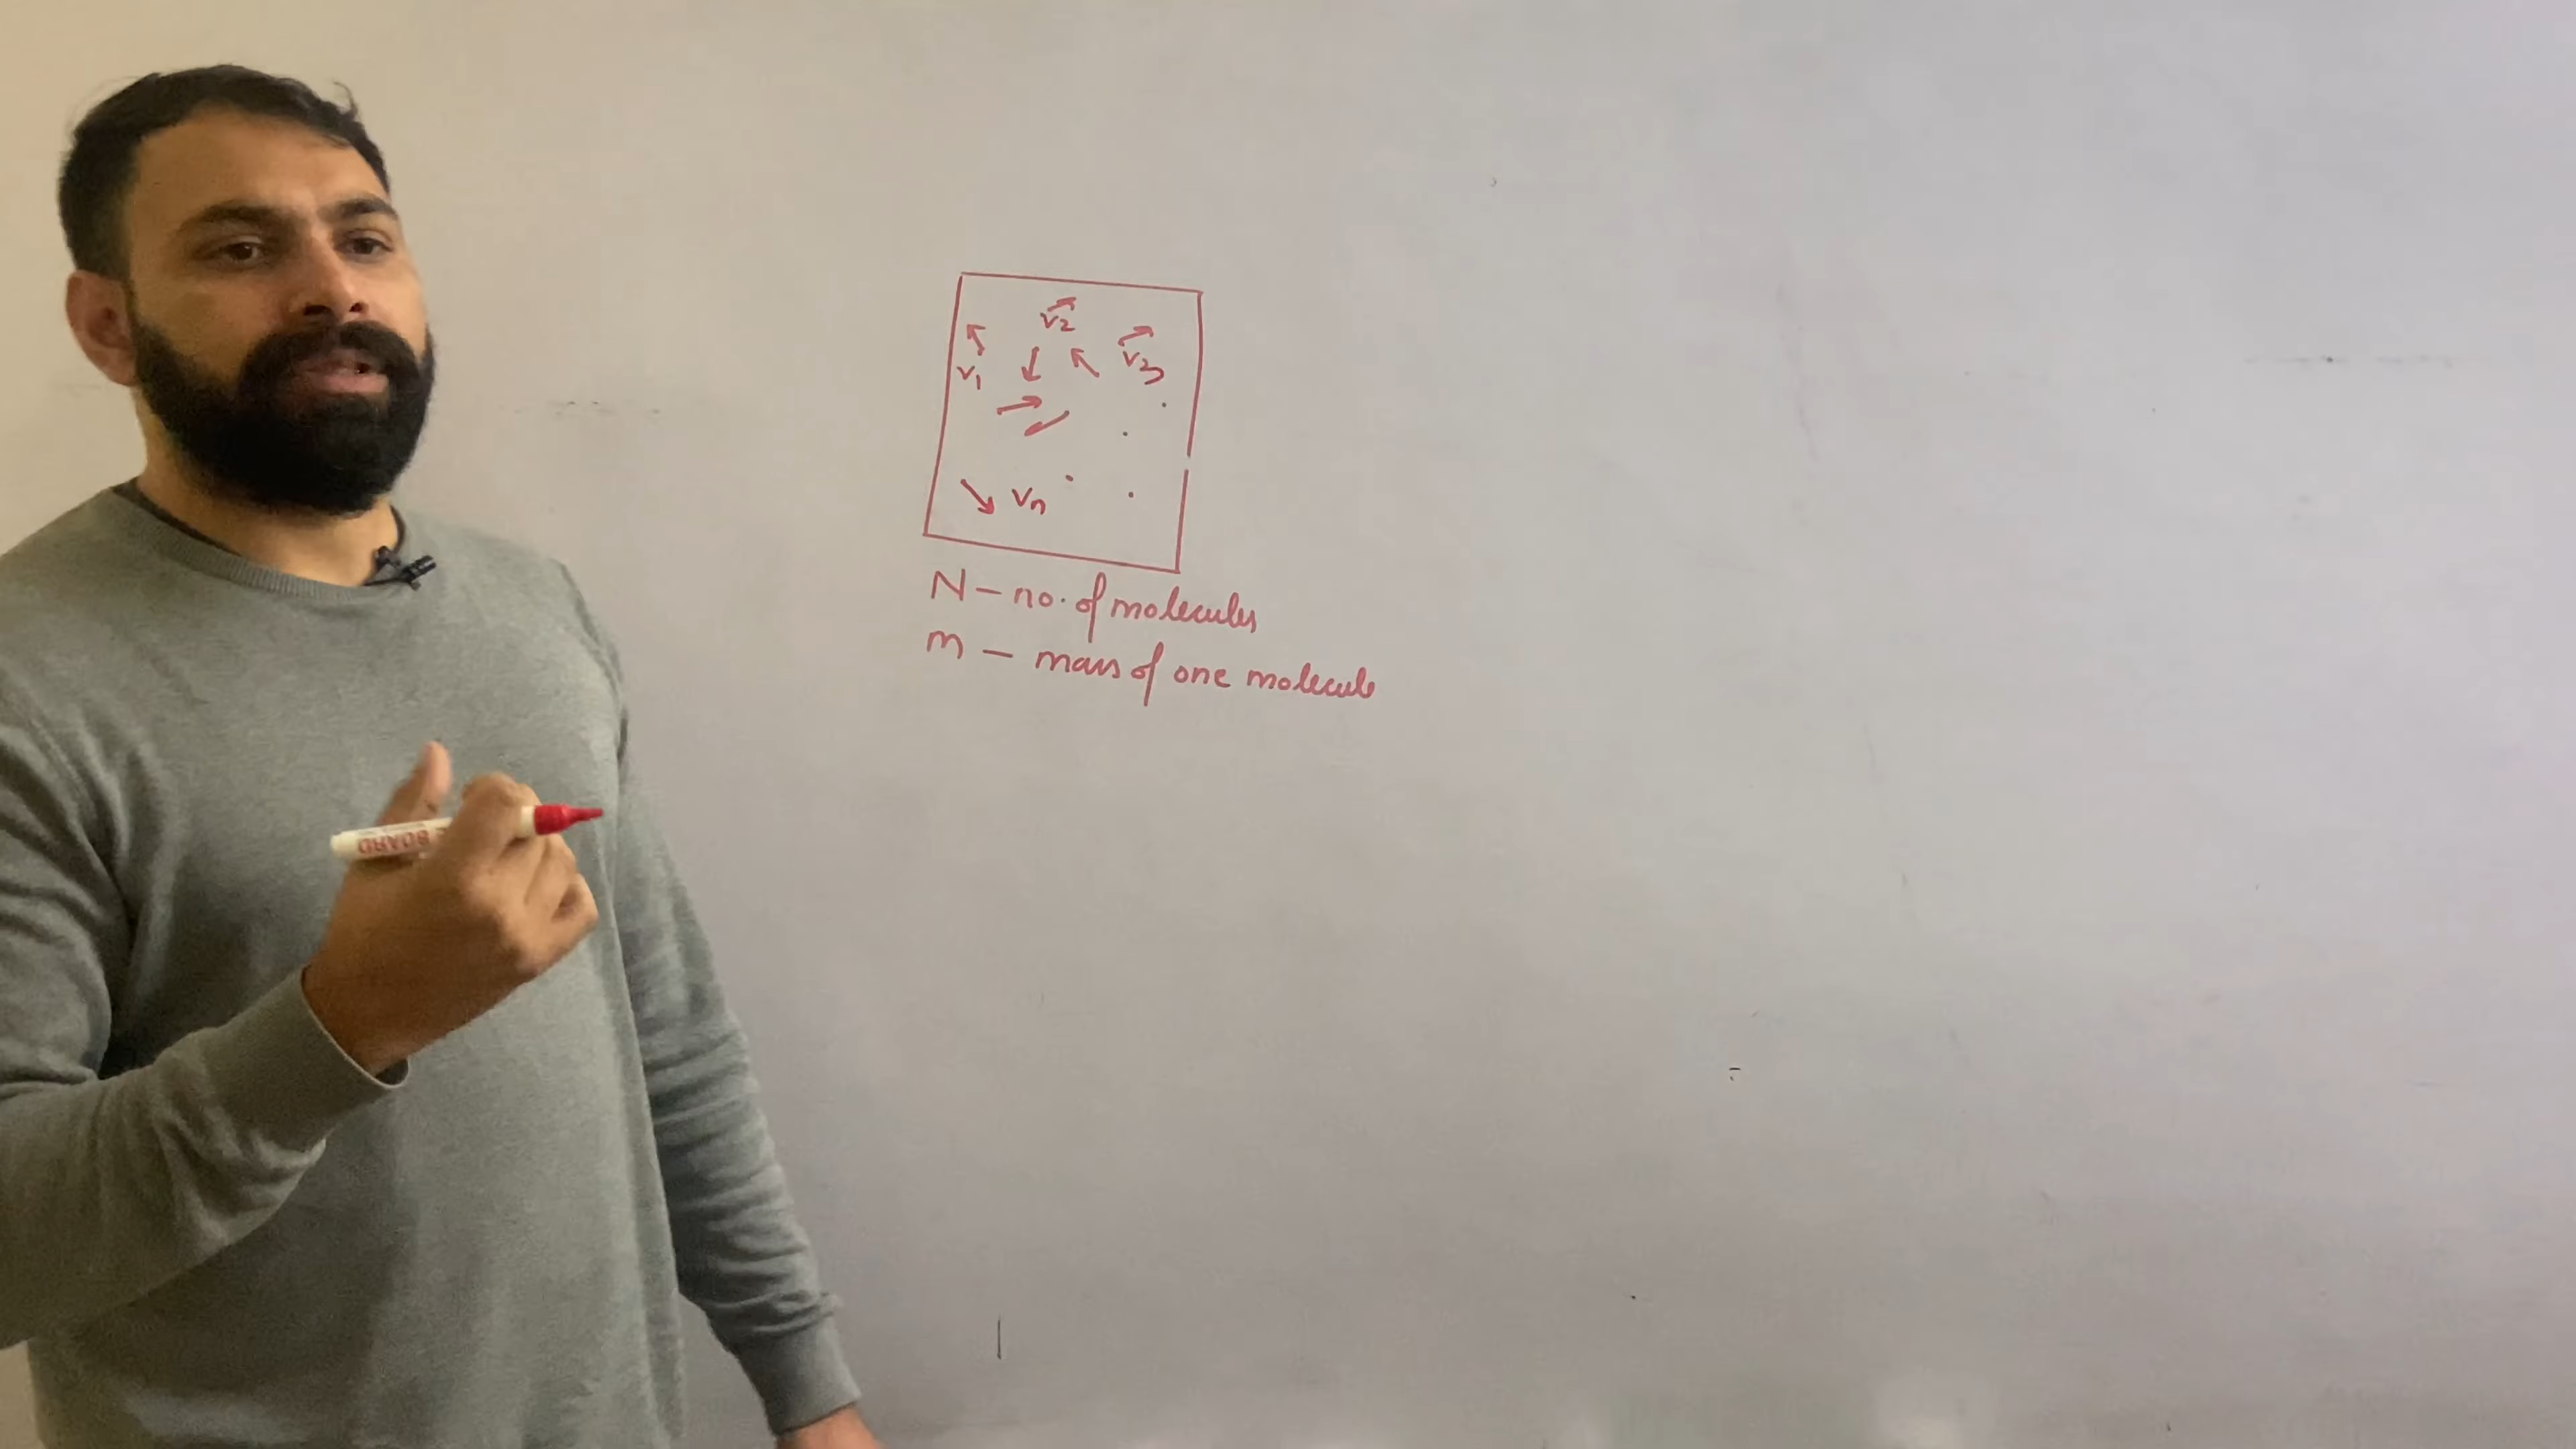 v2
v1
v3
vn
N – no. of molecules
m – mass of one molecule
BOARD